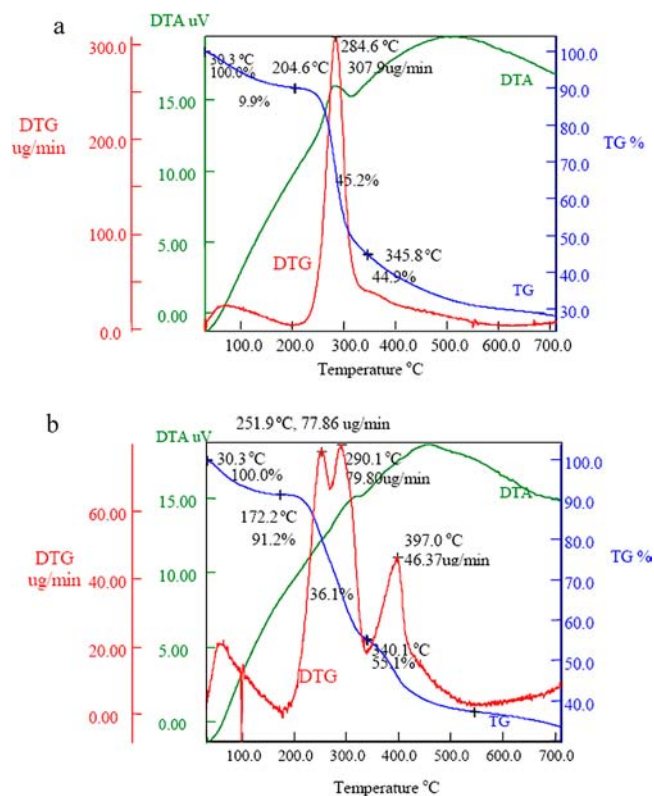 a
DTA uV
300.0
30.3 °C
100.0%
204.6°C
284.6 °C
307.9ug/min
100.0
15.00
9.9%
DTA
90.0
DTG
ug/min
200.0
80.0
TG %
10.00
45.2%
70.0
60.0
5.00
100.0
DTG
345.8°C
44.9%
50.0
40.0
0.00
TG
30.0
0.0
100.0 200.0 300.0 400.0 500.0 600.0 700.0
Temperature °C
b
251.9 °C, 77.86 ug/min
DTA uV
30.3 °C
100.0%
290.1°C
79.80ug/min
100.0
15.00
DTA
90.0
172.2°C
91.2%
60.00
397.0 °C
46.37ug/min
80.0
DTG
ug/min
TG %
10.00
40.00
36.1%
70.0
60.0
5.00
20.00
340.1°C
55.1%
50.0
DTG
40.0
0.00
0.00
TG
100.0 200.0 300.0 400.0 500.0 600.0 700.0
Temperature °C